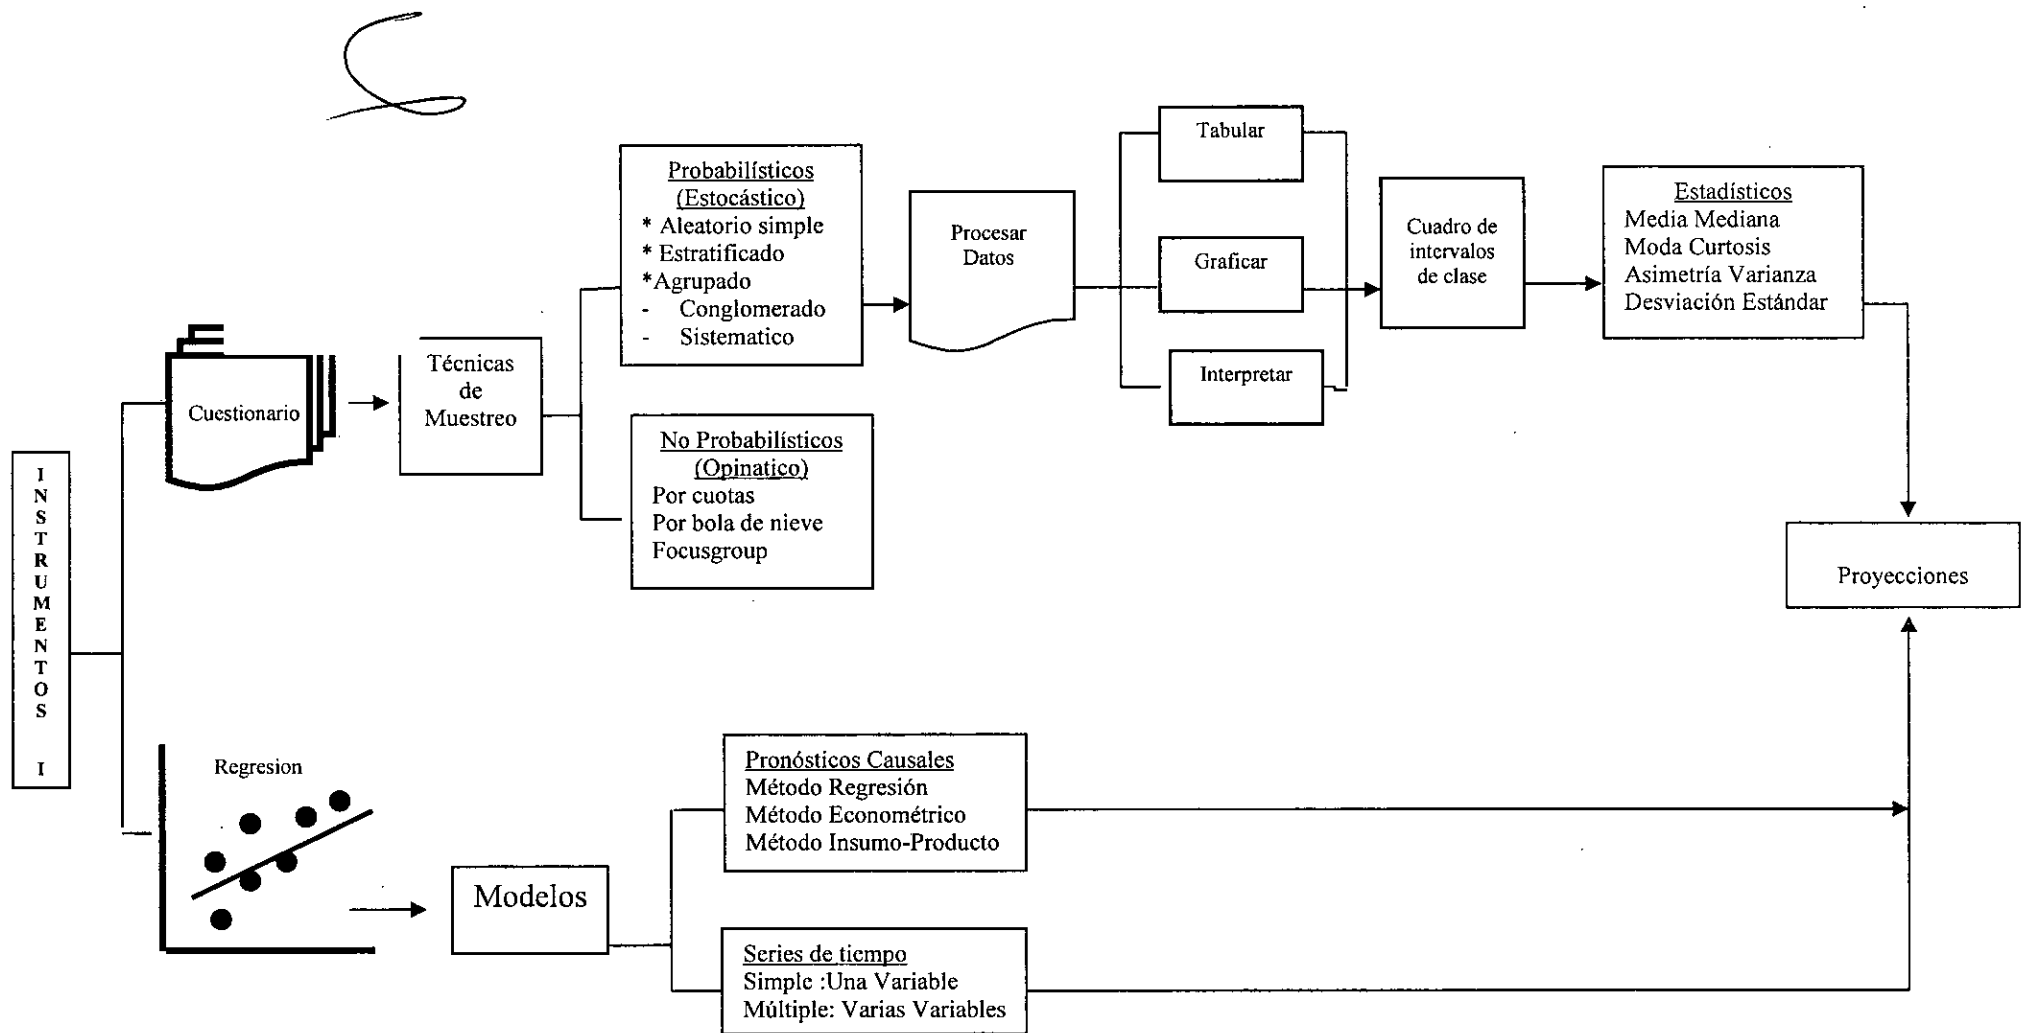 Probabilísticos
(Estocástico)
* Aleatorio simple
* Estratificado
*Agrupado
- Conglomerado
- Sistematico
Procesar
Datos
Tabular
Graficar
Interpretar
Cuadro de
intervalos
de clase
Estadísticos
Media Mediana
Moda Curtosis
Asimetría Varianza
Desviación Estándar
Cuestionario
Técnicas
de
Muestreo
No Probabilísticos
(Opinatico)
Por cuotas
Por bola de nieve
Focusgroup
INSTRUMENTOS I
Proyecciones
Regresion
Modelos
Pronósticos Causales
Método Regresión
Método Econométrico
Método Insumo-Producto
Series de tiempo
Simple :Una Variable
Múltiple: Varias Variables